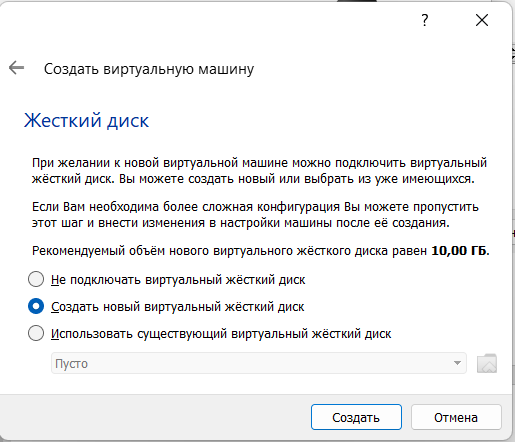 ?
Создать виртуальную машину
Жесткий диск
При желании к новой виртуальной машине можно подключить виртуальный
жёсткий диск. Вы можете создать новый или выбрать из уже имеющихся.
Если Вам необходима более сложная конфигурация Вы можете пропустить
этот шаг и внести изменения в настройки машины после её создания.
Рекомендуемый объём нового виртуального жёсткого диска равен 10,00 ГБ.
Не подключать виртуальный жёсткий диск
Создать новый виртуальный жёсткий диск
Использовать существующий виртуальный жёсткий диск
Пусто
Создать Отмена